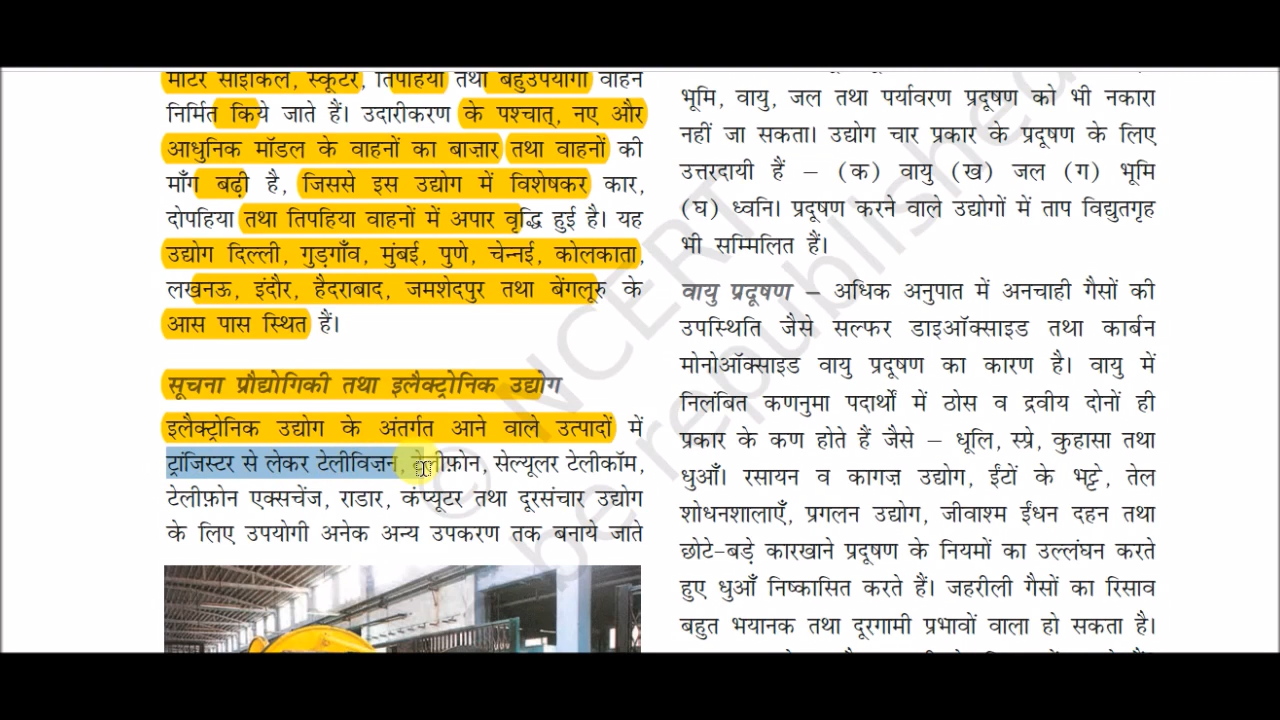 मोटर साइकिल, स्कूटर, तिपहिया तथा बहुउपयोगी वाहन
निर्मित किये जाते हैं। उदारीकरण के पश्चात्, नए और
आधुनिक मॉडल के वाहनों का बाज़ार तथा वाहनों की
माँग बढ़ी है, जिससे इस उद्योग में विशेषकर कार,
दोपहिया तथा तिपहिया वाहनों में अपार वृद्धि हुई है। यह
उद्योग दिल्ली, गुड़गाँव, मुंबई, पुणे, चेन्नई, कोलकाता,
लखनऊ, इंदौर, हैदराबाद, जमशेदपुर तथा बेंगलूरु के
आस पास स्थित हैं।
सूचना प्रौद्योगिकी तथा इलैक्ट्रोनिक उद्योग
इलैक्ट्रोनिक उद्योग के अंतर्गत आने वाले उत्पादों में
ट्रांजिस्टर से लेकर टेलीविज़न, टेलीफ़ोन, सेल्यूलर टेलीकॉम,
टेलीफ़ोन एक्सचेंज, राडार, कंप्यूटर तथा दूरसंचार उद्योग
के लिए उपयोगी अनेक अन्य उपकरण तक बनाये जाते
भूमि, वायु, जल तथा पर्यावरण प्रदूषण को भी नकारा
नहीं जा सकता। उद्योग चार प्रकार के प्रदूषण के लिए
उत्तरदायी हैं – (क) वायु (ख) जल (ग) भूमि
(घ) ध्वनि। प्रदूषण करने वाले उद्योगों में ताप विद्युतगृह
भी सम्मिलित हैं।
वायु प्रदूषण – अधिक अनुपात में अनचाही गैसों की
उपस्थिति जैसे सल्फर डाइऑक्साइड तथा कार्बन
मोनोऑक्साइड वायु प्रदूषण का कारण है। वायु में
निलंबित कणनुमा पदार्थों में ठोस व द्रवीय दोनों ही
प्रकार के कण होते हैं जैसे – धूलि, स्प्रे, कुहासा तथा
धुआँ। रसायन व कागज़ उद्योग, ईंटों के भट्टे, तेल
शोधनशालाएँ, प्रगलन उद्योग, जीवाश्म ईंधन दहन तथा
छोटे-बड़े कारखाने प्रदूषण के नियमों का उल्लंघन करते
हुए धुआँ निष्कासित करते हैं। जहरीली गैसों का रिसाव
बहुत भयानक तथा दूरगामी प्रभावों वाला हो सकता है।
© NCERT
be republished